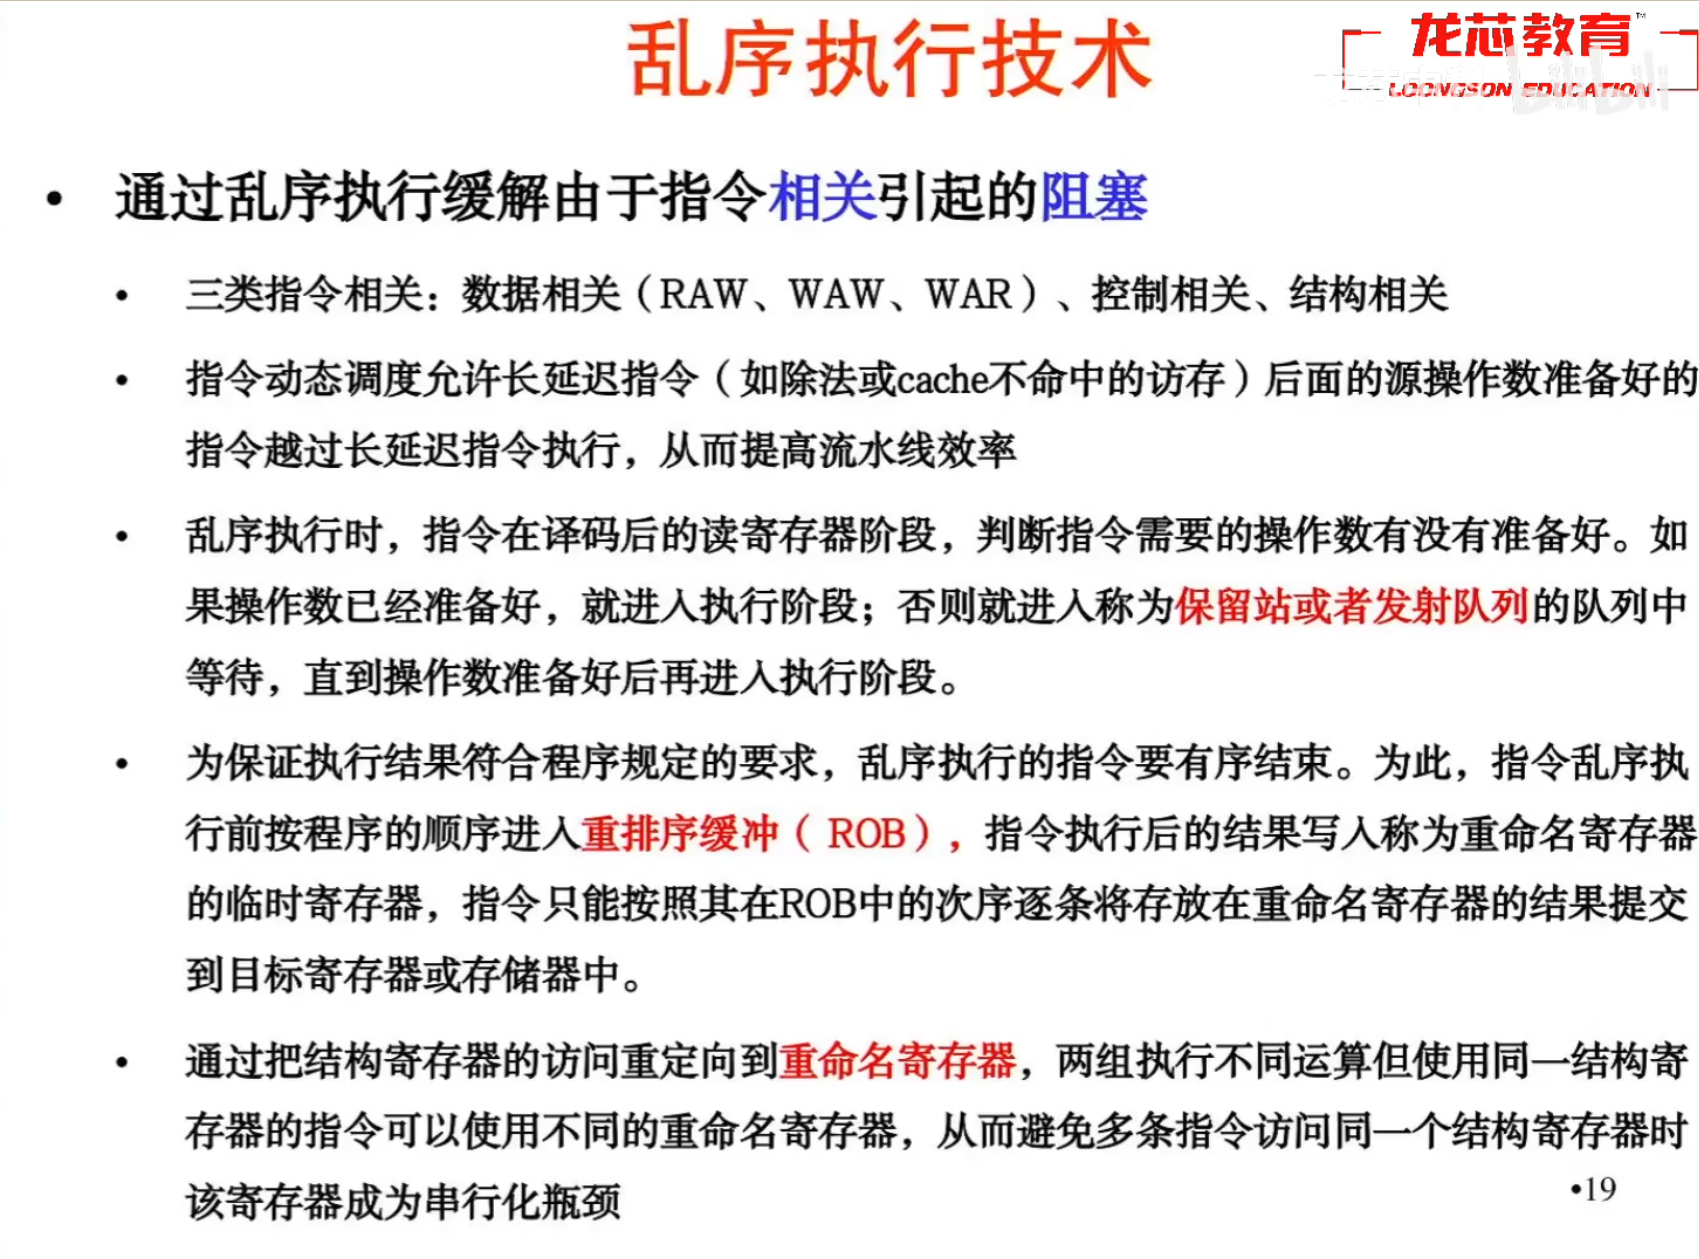 乱序执行技术
龙芯教育™
LOONGSON EDUCATION
bilibili
• 通过乱序执行缓解由于指令相关引起的阻塞
• 三类指令相关：数据相关（RAW、WAW、WAR）、控制相关、结构相关
• 指令动态调度允许长延迟指令（如除法或cache不命中的访存）后面的源操作数准备好的
指令越过长延迟指令执行，从而提高流水线效率
• 乱序执行时，指令在译码后的读寄存器阶段，判断指令需要的操作数有没有准备好。如
果操作数已经准备好，就进入执行阶段；否则就进入称为保留站或者发射队列的队列中
等待，直到操作数准备好后再进入执行阶段。
• 为保证执行结果符合程序规定的要求，乱序执行的指令要有序结束。为此，指令乱序执
行前按程序的顺序进入重排序缓冲（ ROB），指令执行后的结果写入称为重命名寄存器
的临时寄存器，指令只能按照其在ROB中的次序逐条将存放在重命名寄存器的结果提交
到目标寄存器或存储器中。
• 通过把结构寄存器的访问重定向到重命名寄存器，两组执行不同运算但使用同一结构寄
存器的指令可以使用不同的重命名寄存器，从而避免多条指令访问同一个结构寄存器时
该寄存器成为串行化瓶颈
•19